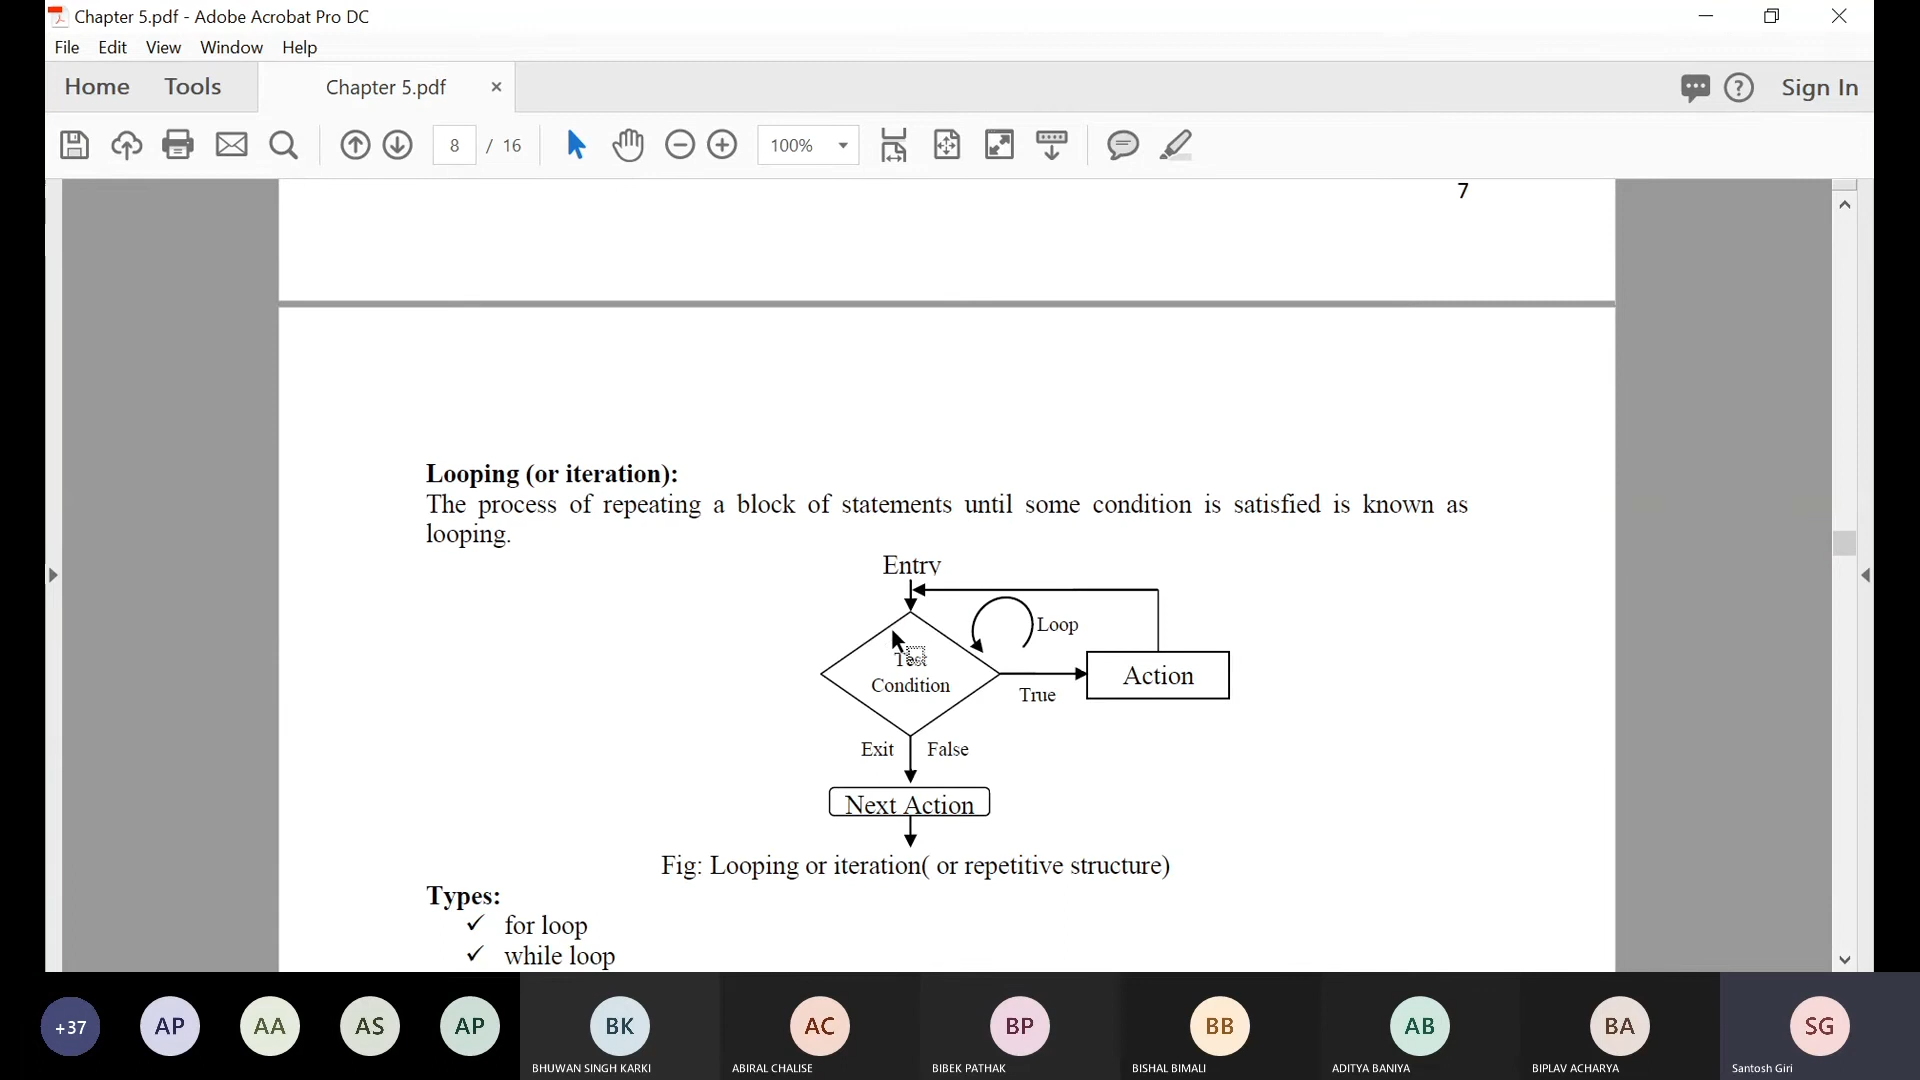 Chapter 5.pdf - Adobe Acrobat Pro DC
File Edit View Window Help
Home Tools Chapter 5.pdf × Sign In
8 / 16 100%
7
Looping (or iteration):
The process of repeating a block of statements until some condition is satisfied is known as
looping.
Entry
Loop
Test
Condition
Action
True
Exit False
Next Action
Fig: Looping or iteration( or repetitive structure)
Types:
✓ for loop
✓ while loop
+37 AP AA AS AP BK AC BP BB AB BA SG
BHUWAN SINGH KARKI ABIRAL CHALISE BIBEK PATHAK BISHAL BIMALI ADITYA BANIYA BIPLAV ACHARYA Santosh Giri